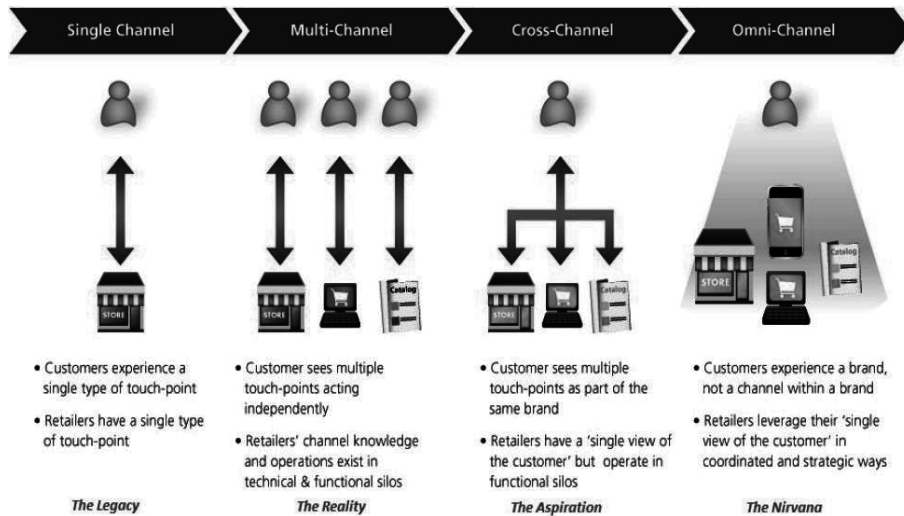 Single Channel
Multi-Channel
Cross-Channel
Omni-Channel
STORE
STORE
Catalog
STORE
Catalog
STORE
Catalog
• Customers experience a
single type of touch-point
• Retailers have a single type
of touch-point
The Legacy
• Customer sees multiple
touch-points acting
independently
• Retailers’ channel knowledge
and operations exist in
technical & functional silos
The Reality
• Customer sees multiple
touch-points as part of the
same brand
• Retailers have a ‘single view of
the customer’ but operate in
functional silos
The Aspiration
• Customers experience a brand,
not a channel within a brand
• Retailers leverage their ‘single
view of the customer’ in
coordinated and strategic ways
The Nirvana